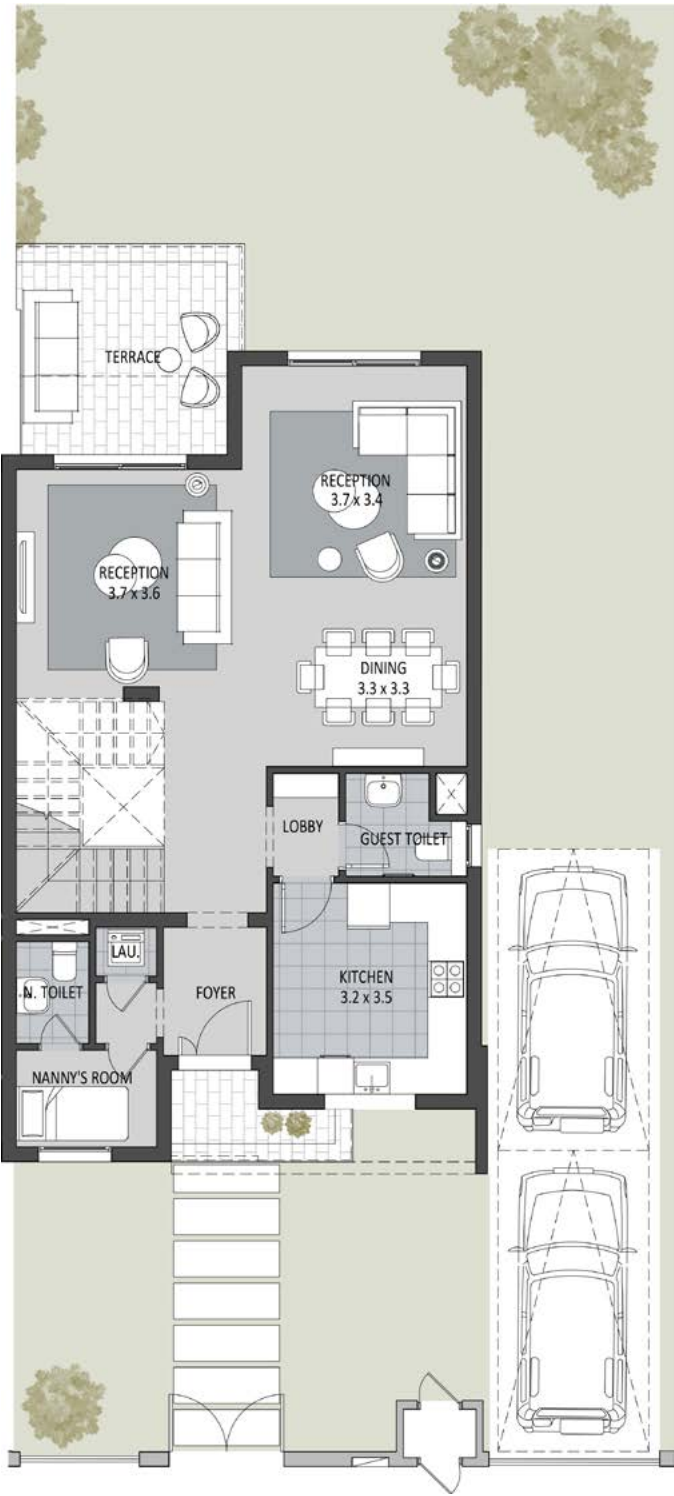 TERRACE
RECEPTION
3.7 x 3.4
RECEPTION
3.7 x 3.6
DINING
3.3 x 3.3
LOBBY
GUEST TOILET
LAU.
N. TOILET
FOYER
KITCHEN
3.2 x 3.5
NANNY'S ROOM